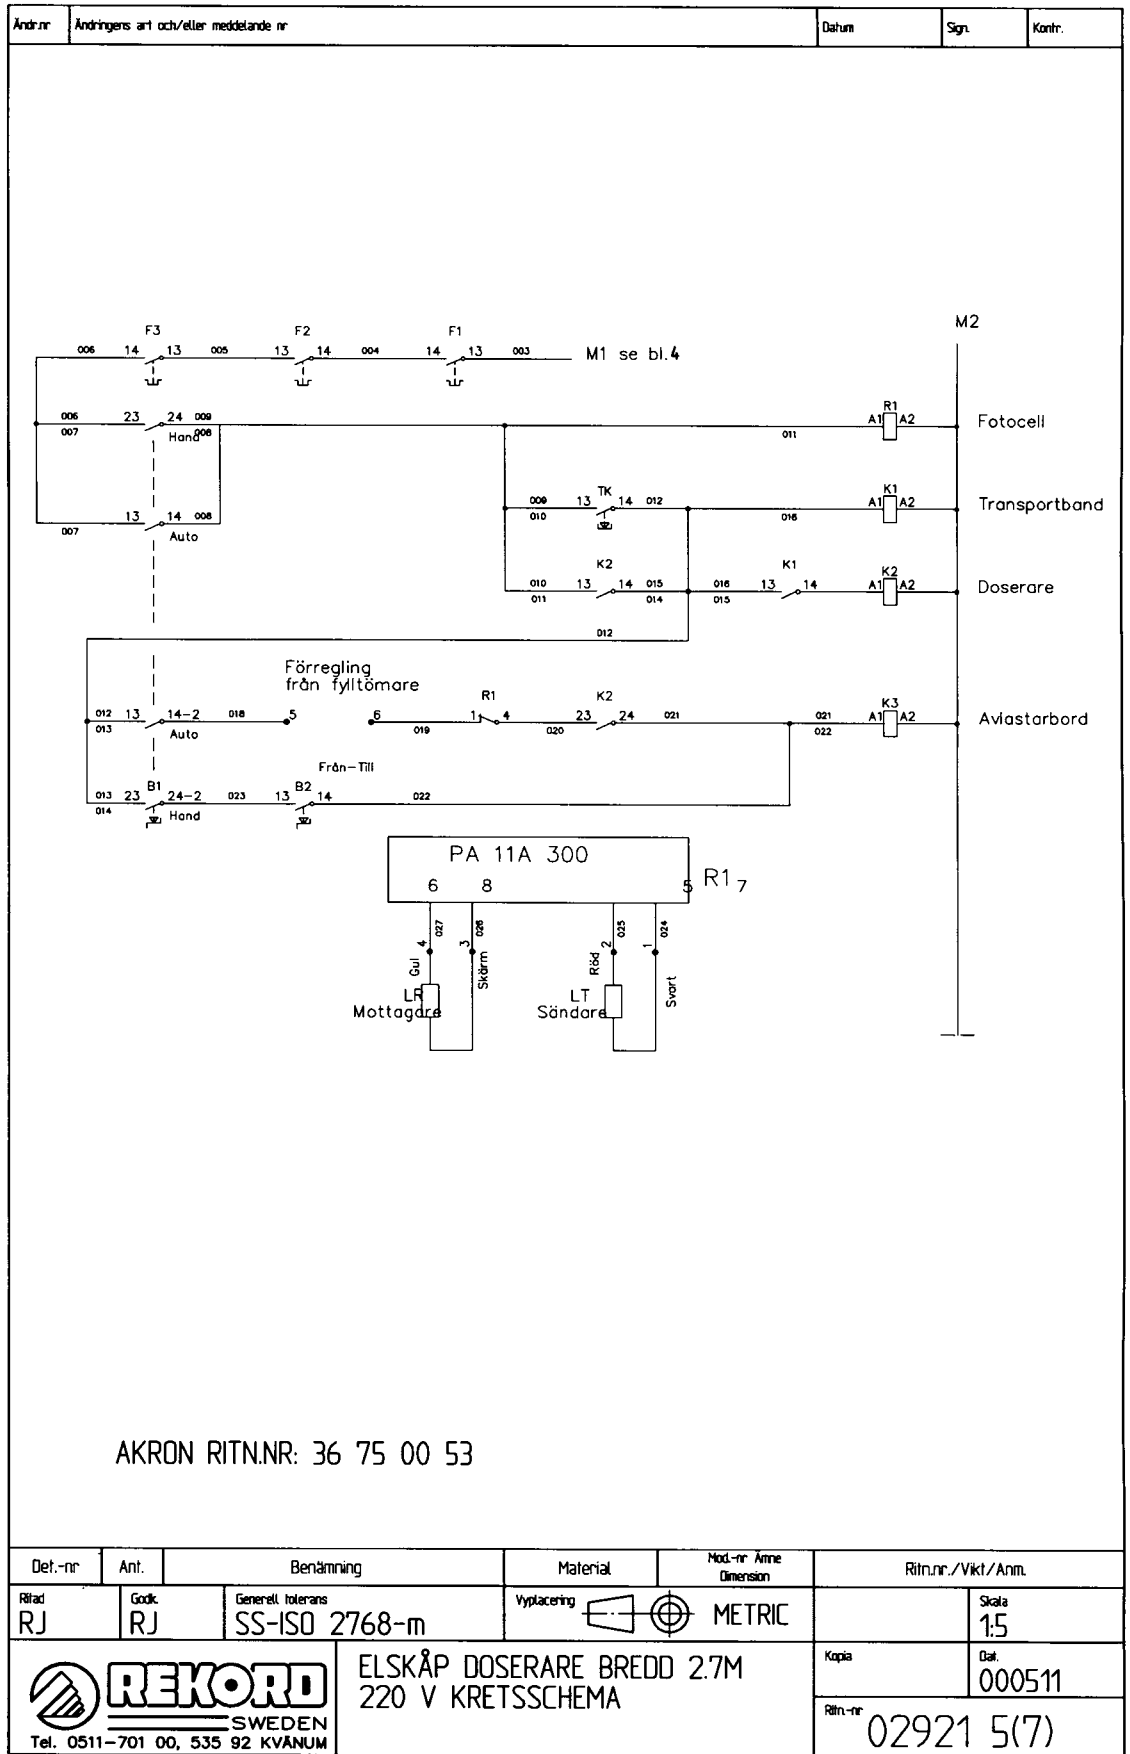 Ändr.nr Ändringens art och/eller meddelande nr Datum Sign. Kontr.
M2
F3 F2 F1
006 14 13 005 13 14 004 14 13 003 M1 se bl.4
R1
006 23 24 009 A1 A2 Fotocell
007 Hand 008 011
K1
009 13 TK 14 012 A1 A2 Transportband
13 14 008 010 016
007 Auto
K2 K1 K2
010 13 14 015 016 13 14 A1 A2 Doserare
011 014 015
012
Förregling
från fylltömare
R1 K2 K3
012 13 14-2 018 5 6 1 4 23 24 021 021 A1 A2 Avlastarbord
013 Auto 019 020 022
Från-Till
B1 B2
013 23 24-2 023 13 14 022
014 Hand
PA 11A 300
6 8 5 R1 7
027 026 025 024
4 3 2 1
Gul Skärm Röd Svart
LR LT
Mottagare Sändare
AKRON RITN.NR: 36 75 00 53
Det.-nr Ant. Benämning Material Mod.-nr Ämne Dimension Ritn.nr./Vikt/Anm.
Ritad Godk. Generell tolerans Vyplacering Skala
RJ RJ SS-ISO 2768-m METRIC 1:5
REKORD
SWEDEN
Tel. 0511-701 00, 535 92 KVÄNUM
ELSKÅP DOSERARE BREDD 2.7M
220 V KRETSSCHEMA
Kopia Dat.
000511
Ritn-nr
02921 5(7)